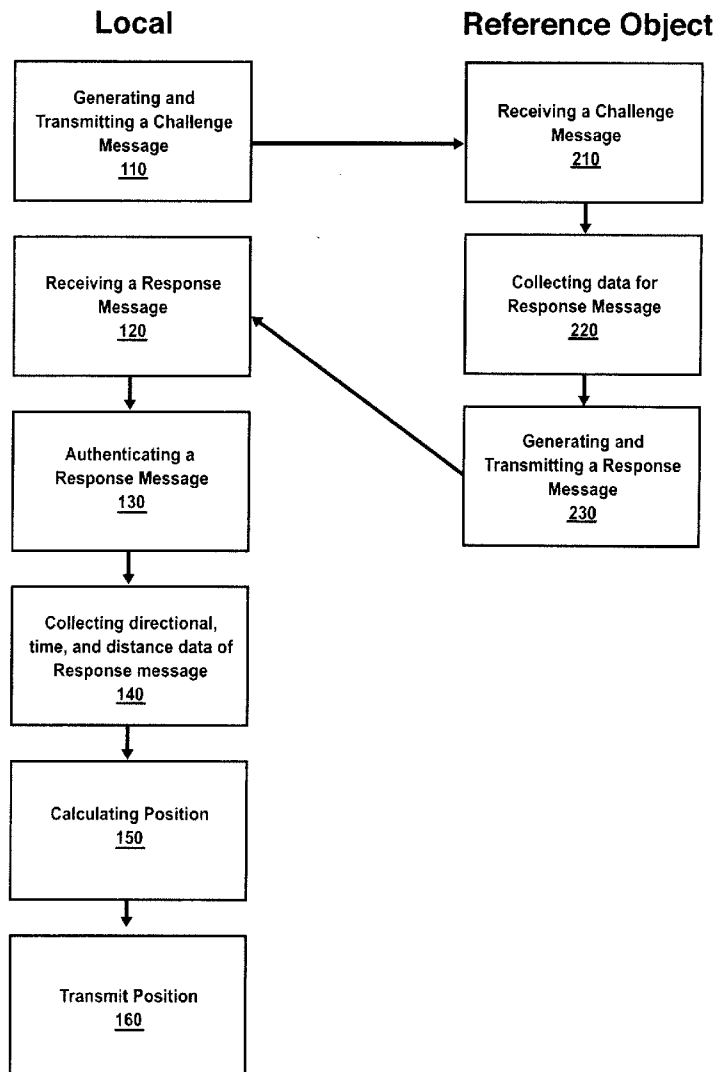 Local
Reference Object
Generating and
Transmitting a Challenge
Message
110
Receiving a Challenge
Message
210
Receiving a Response
Message
120
Collecting data for
Response Message
220
Authenticating a
Response Message
130
Generating and
Transmitting a Response
Message
230
Collecting directional,
time, and distance data of
Response message
140
Calculating Position
150
Transmit Position
160